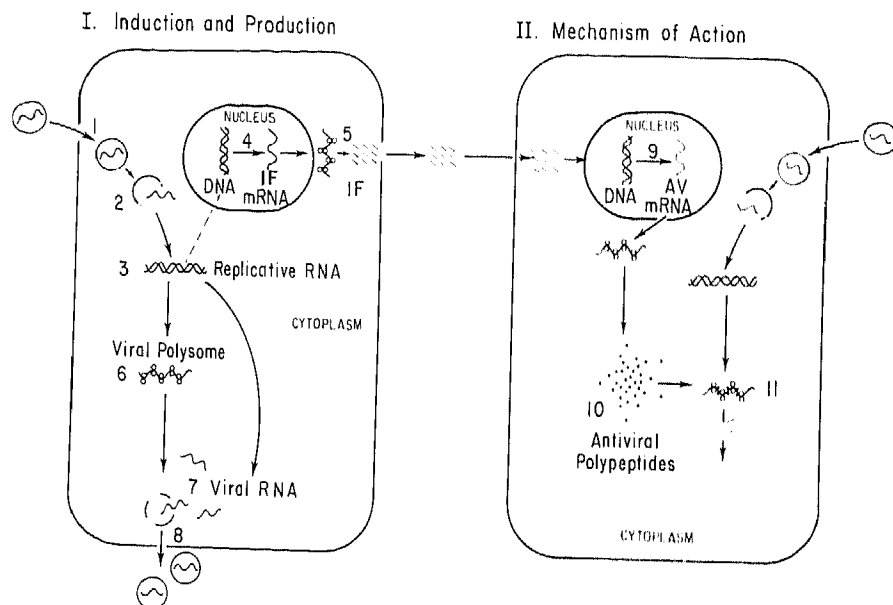 I. Induction and Production
II. Mechanism of Action
1
NUCLEUS
4
DNA
IF
mRNA
5
IF
2
3 Replicative RNA
CYTOPLASM
Viral Polysome
6
7 Viral RNA
8
NUCLEUS
9
DNA
AV
mRNA
10
11
Antiviral
Polypeptides
CYTOPLASM